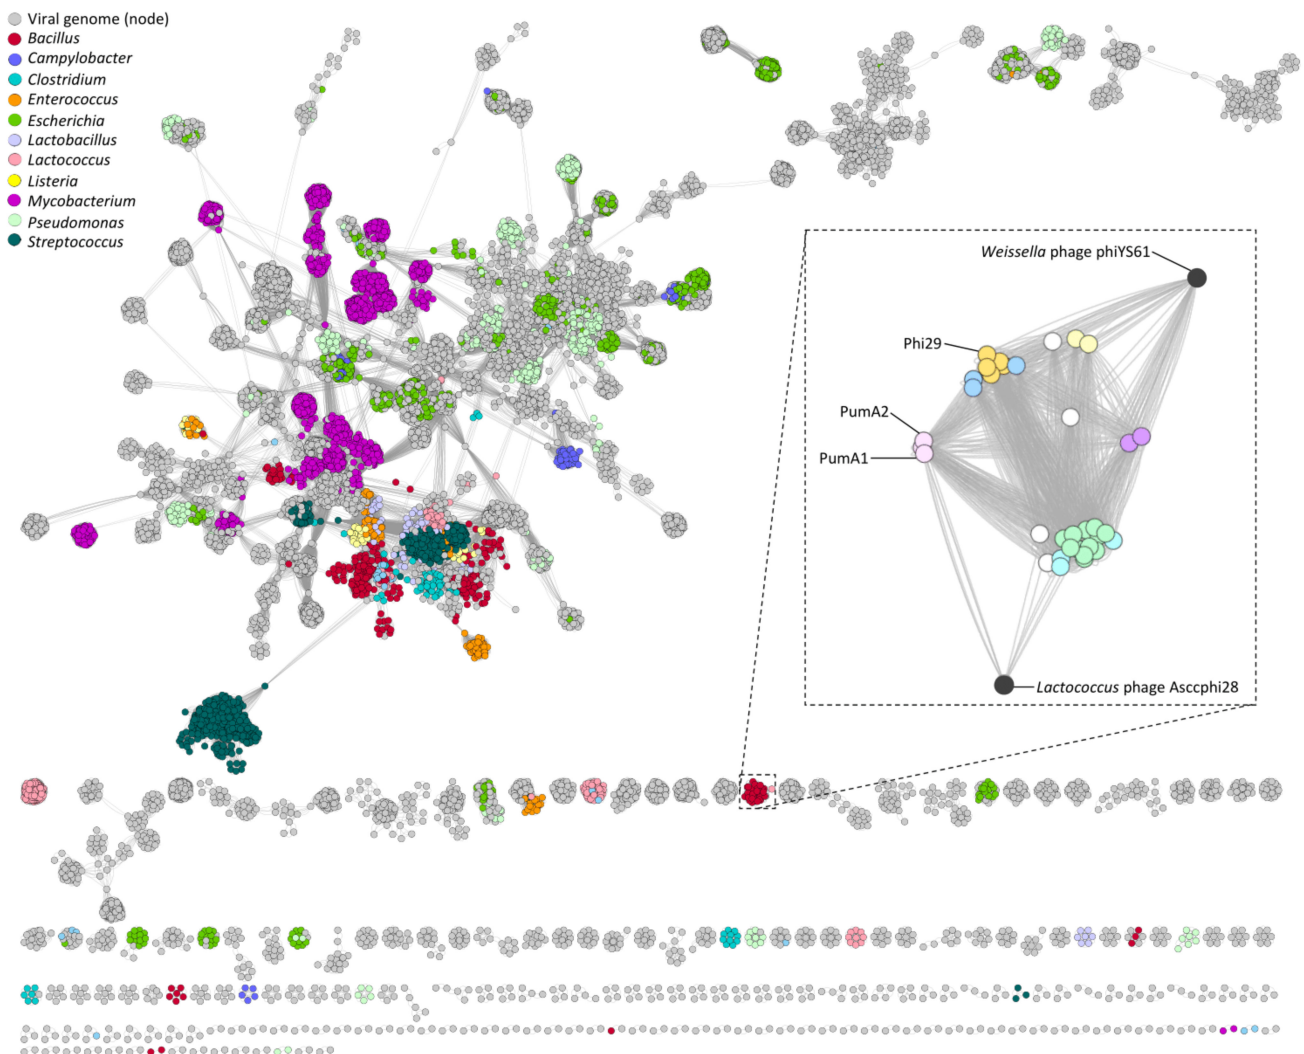 Viral genome (node)
Bacillus
Campylobacter
Clostridium
Enterococcus
Escherichia
Lactobacillus
Lactococcus
Listeria
Mycobacterium
Pseudomonas
Streptococcus
Weissella phage phiYS61
Phi29
PumA2
PumA1
Lactococcus phage Asccphi28